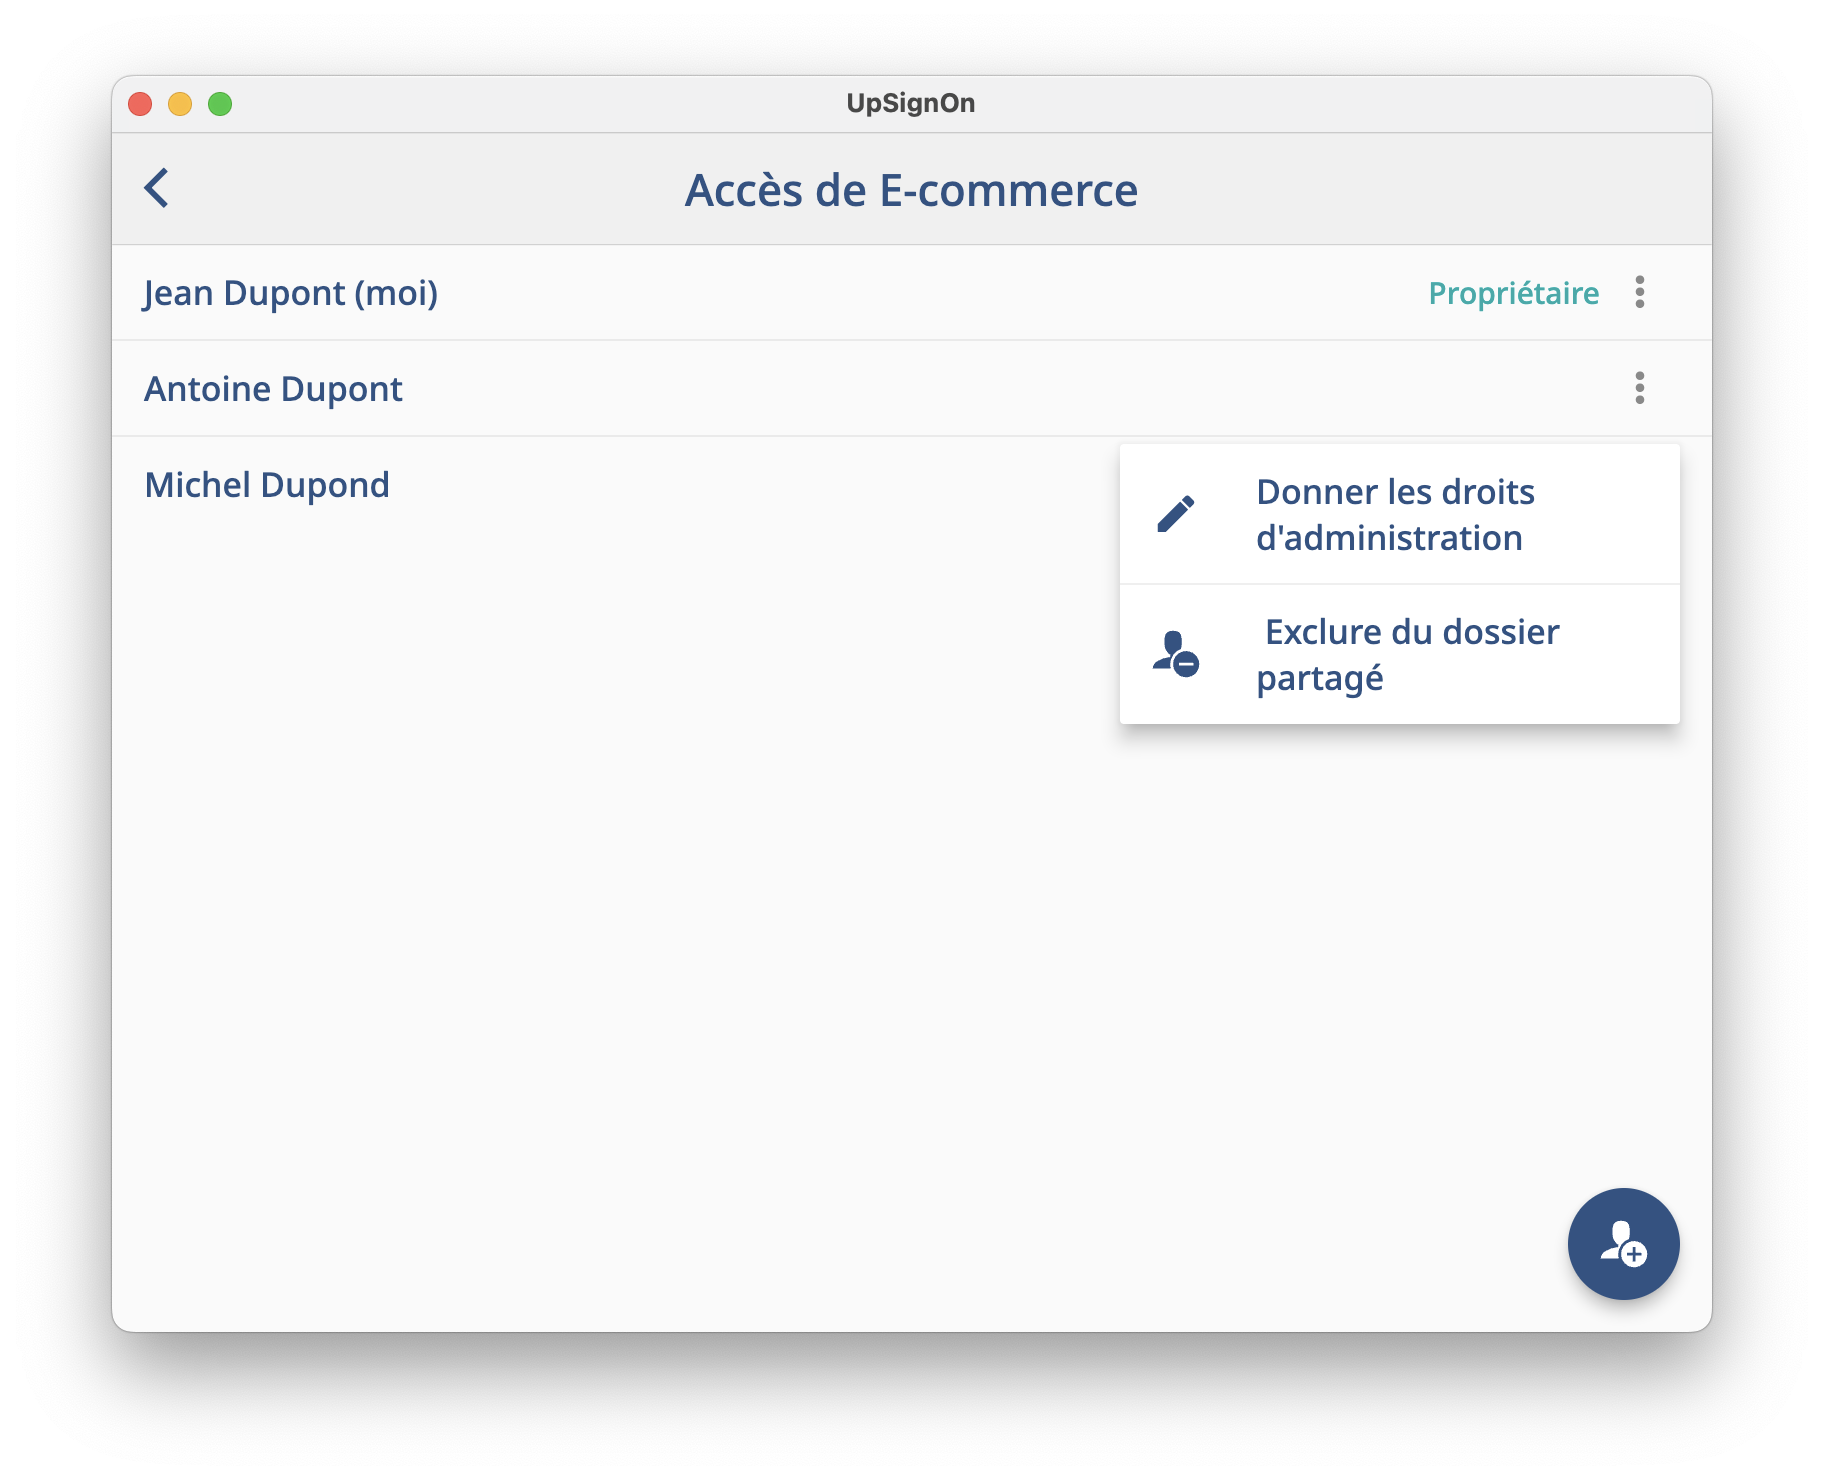 UpSignOn
Accès de E-commerce
Jean Dupont (moi)
Propriétaire
Antoine Dupont
Michel Dupond
Donner les droits
d'administration
Exclure du dossier
partagé